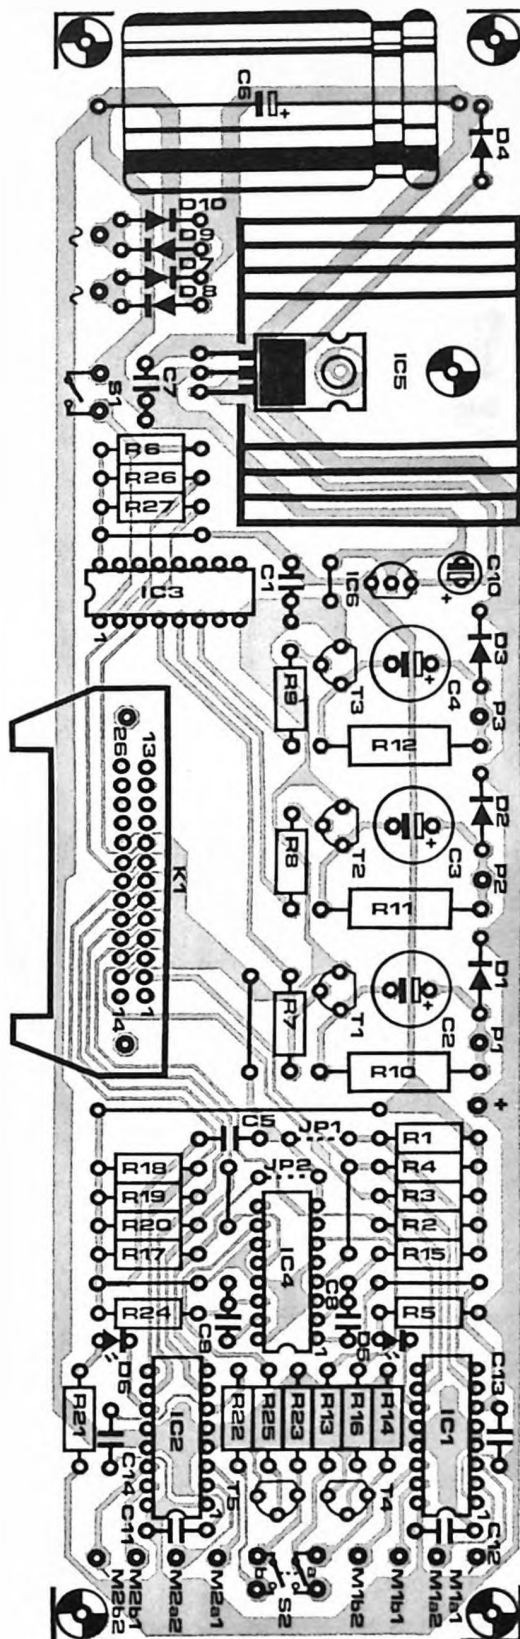 C6
+
D4
D10
D9
D7
D8
~
~
S1
C7
IC5
R6
R26
R27
IC3
1
C1
IC6
C10
+
D3
R9
T3
C4
+
P3
R12
26
13
K1
14
1
D2
R8
T2
C3
+
P2
R11
D1
R7
T1
C2
+
P1
R10
+
C5
JP1
R1
R18
JP2
R4
R19
R3
R20
R2
R17
IC4
R15
R24
C8
1
D5
R5
D6
R21
IC2
1
R22
R25
R23
R13
R16
R14
IC1
1
C13
C14
C11
T5
T4
C12
b
a
S2
M2b2
M2b1
M2a2
M2a1
M1b2
M1b1
M1a2
M1a1